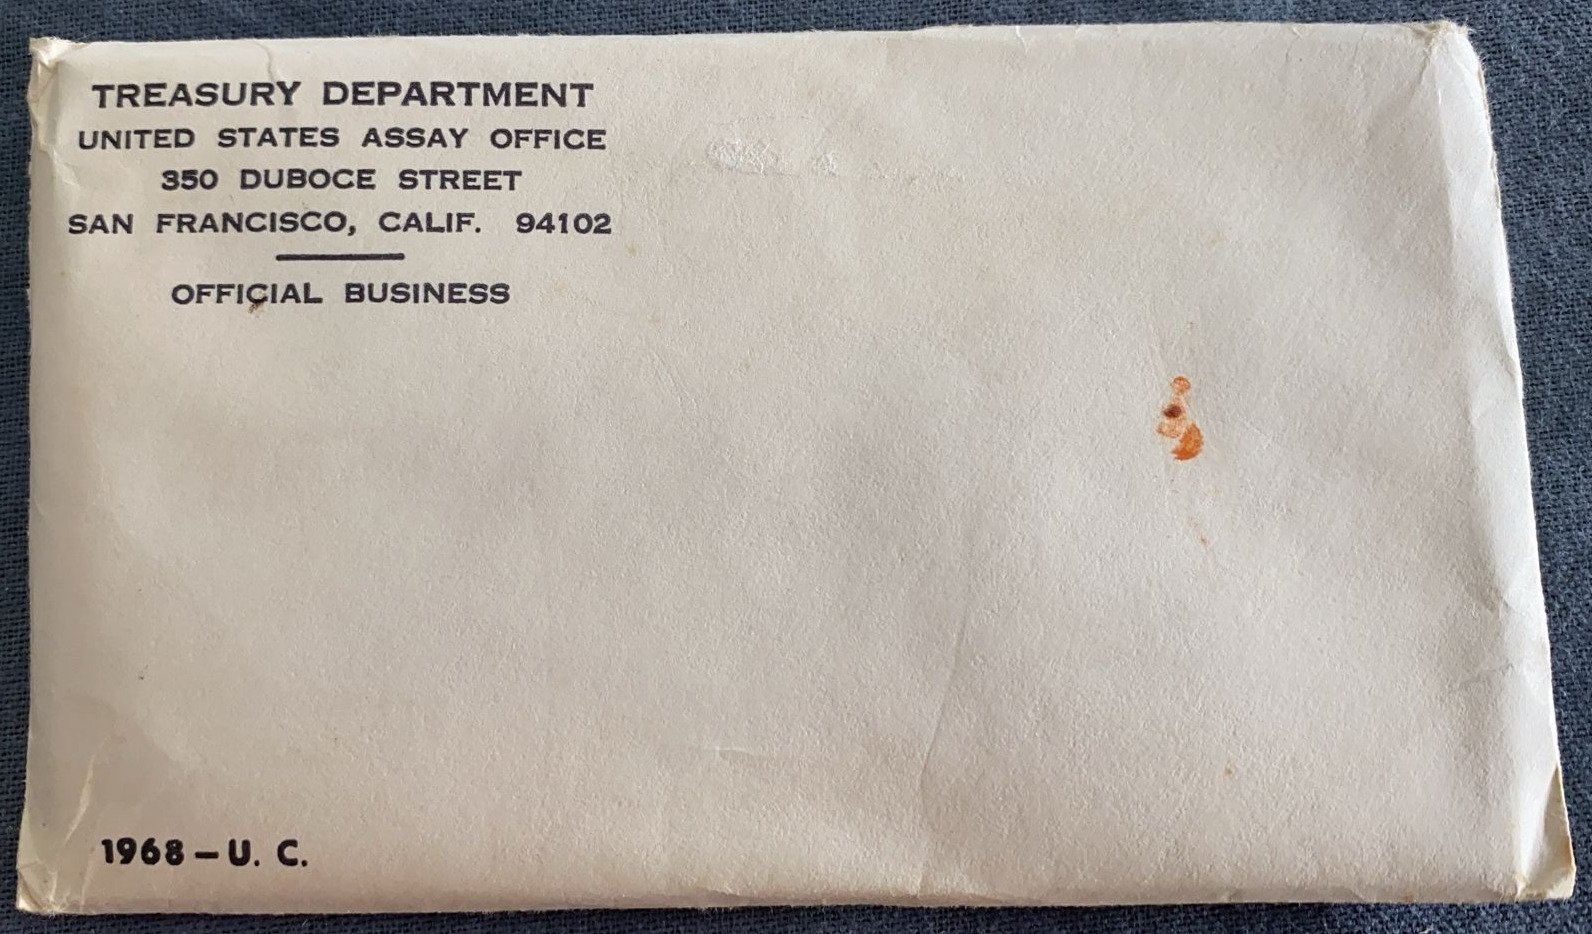 TREASURY DEPARTMENT
UNITED STATES ASSAY OFFICE
350 DUBOCE STREET
SAN FRANCISCO, CALIF. 94102
OFFICIAL BUSINESS
1968 – U. C.